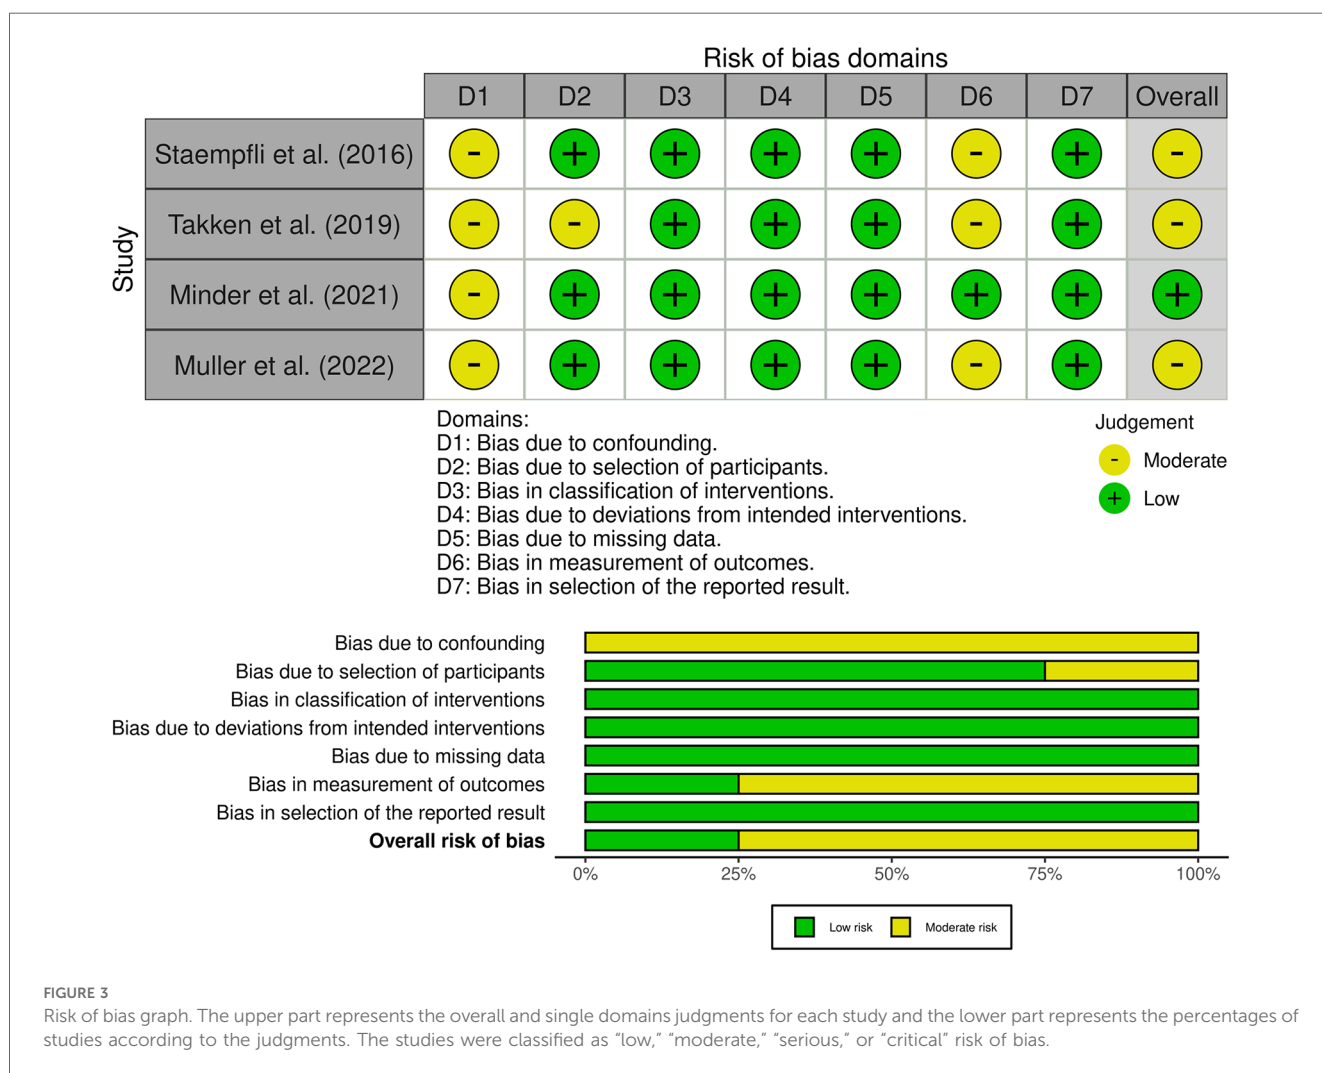 Risk of bias domains
D1 D2 D3 D4 D5 D6 D7 Overall
Study
Staempfli et al. (2016) - + + + + - + -
Takken et al. (2019) - - + + + - + -
Minder et al. (2021) - + + + + + + +
Muller et al. (2022) - + + + + - + -
Domains:
D1: Bias due to confounding.
D2: Bias due to selection of participants.
D3: Bias in classification of interventions.
D4: Bias due to deviations from intended interventions.
D5: Bias due to missing data.
D6: Bias in measurement of outcomes.
D7: Bias in selection of the reported result.
Judgement
- Moderate
+ Low
Bias due to confounding
Bias due to selection of participants
Bias in classification of interventions
Bias due to deviations from intended interventions
Bias due to missing data
Bias in measurement of outcomes
Bias in selection of the reported result
Overall risk of bias
0% 25% 50% 75% 100%
Low risk Moderate risk
FIGURE 3
Risk of bias graph. The upper part represents the overall and single domains judgments for each study and the lower part represents the percentages of
studies according to the judgments. The studies were classified as “low,” “moderate,” “serious,” or “critical” risk of bias.